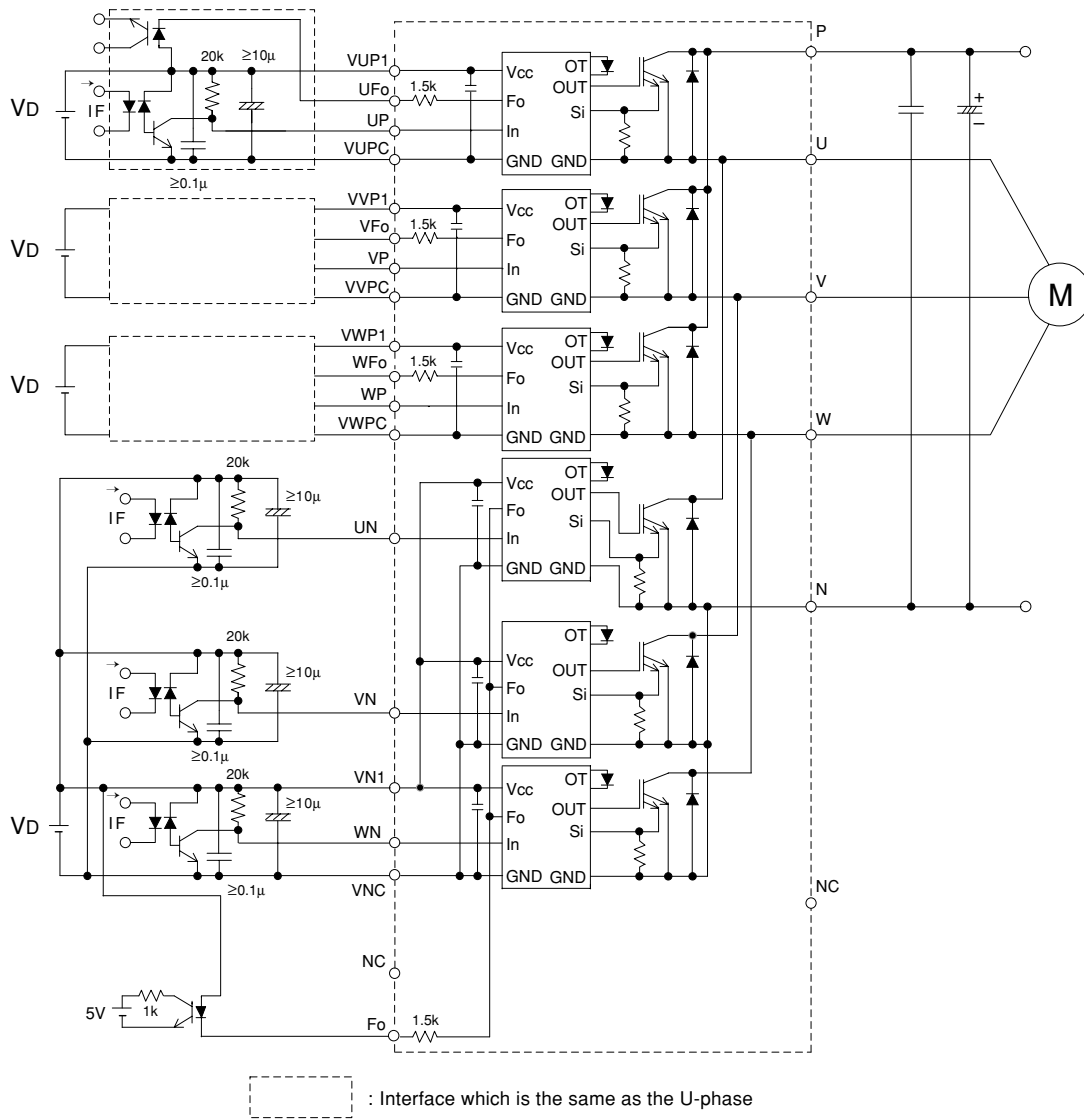 P
20k ≥10µ
VUP1 Vcc OT
OUT
VD IF UFo 1.5k Fo Si + −
UP In U
VUPC GND GND
≥0.1µ
VVP1 Vcc OT
OUT
VD VFo 1.5k Fo Si
VP In V M
VVPC GND GND
VWP1 Vcc OT
OUT
VD WFo 1.5k Fo Si
WP In W
VWPC GND GND
20k ≥10µ Vcc OT
OUT
IF Fo Si
UN In
≥0.1µ GND GND N
20k ≥10µ OT
Vcc OUT
IF Fo Si
VN In
≥0.1µ GND GND
20k VN1 Vcc OT
≥10µ OUT
VD IF Fo Si
WN In
≥0.1µ VNC GND GND
NC
NC
5V 1k
Fo 1.5k
: Interface which is the same as the U-phase